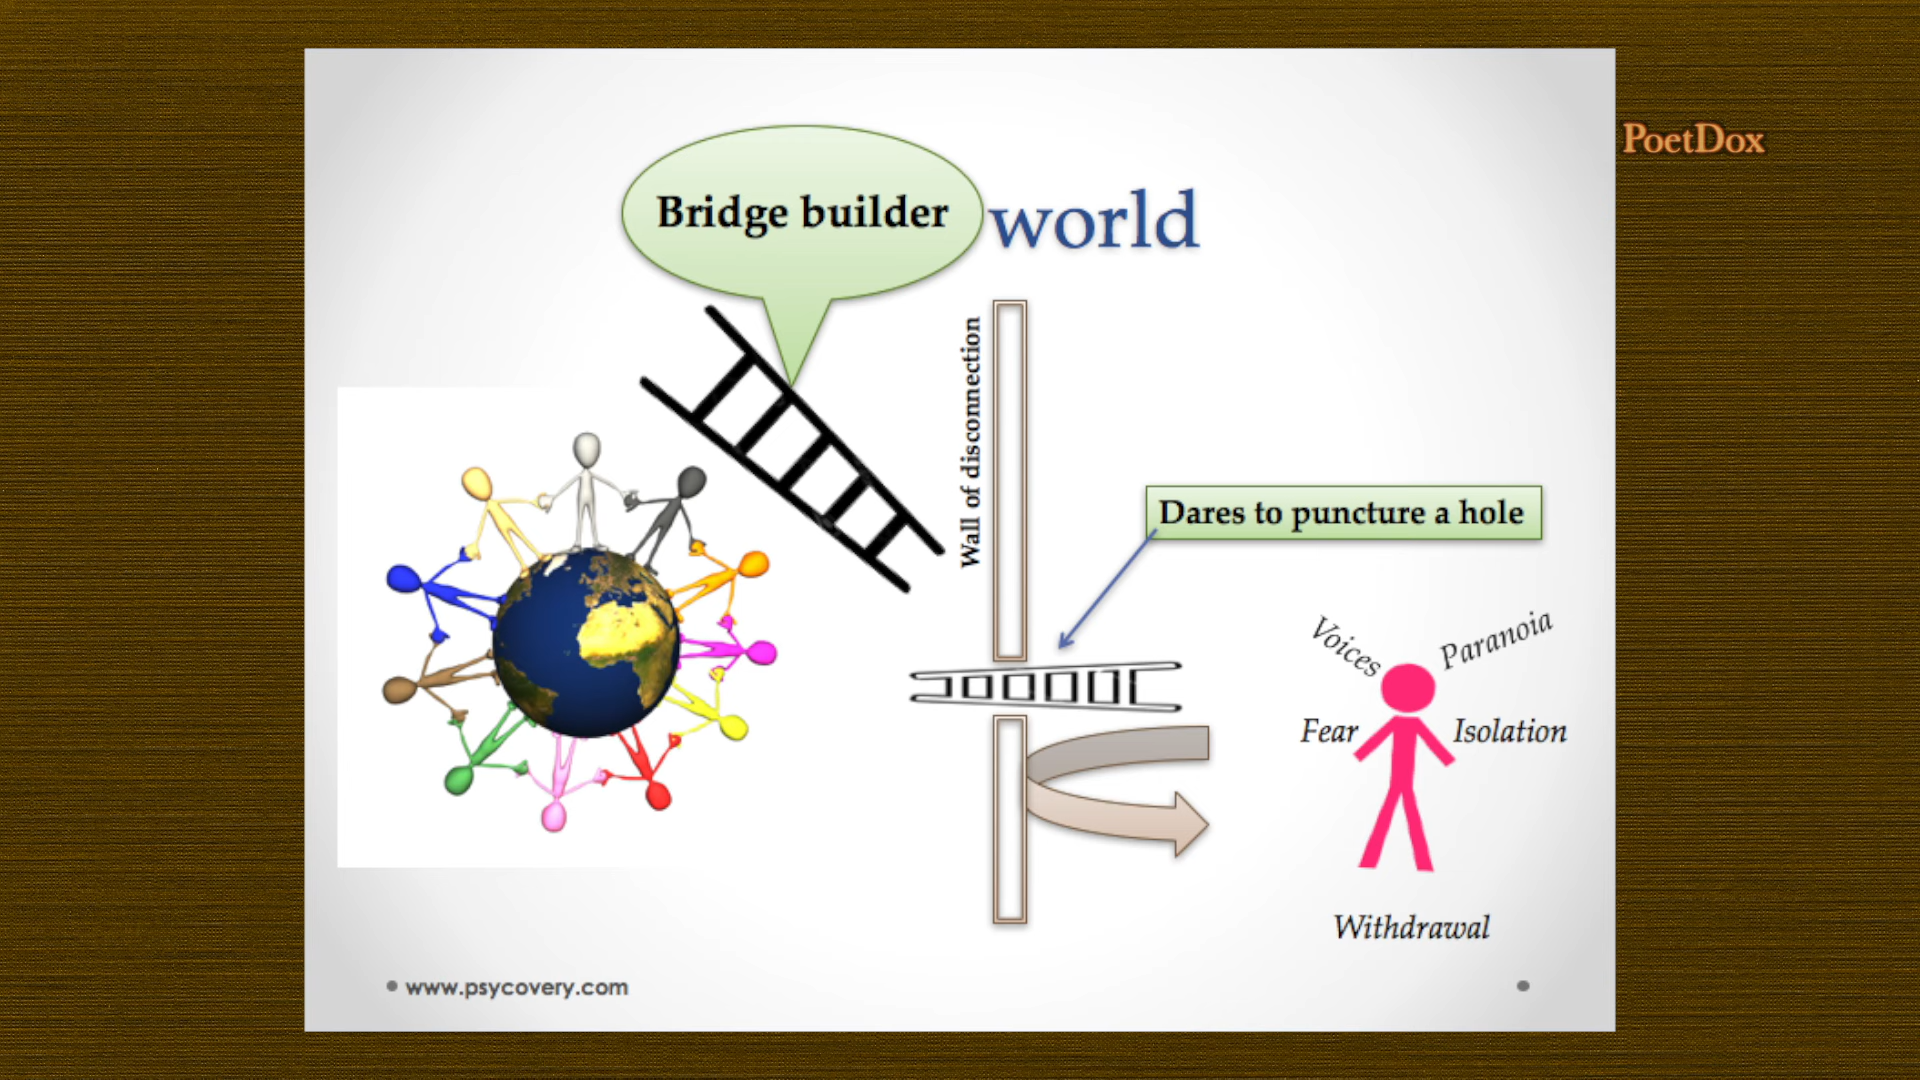 PoetDox
Bridge builder
world
Wall of disconnection
Dares to puncture a hole
Voices
Paranoia
Fear
Isolation
Withdrawal
www.psycovery.com